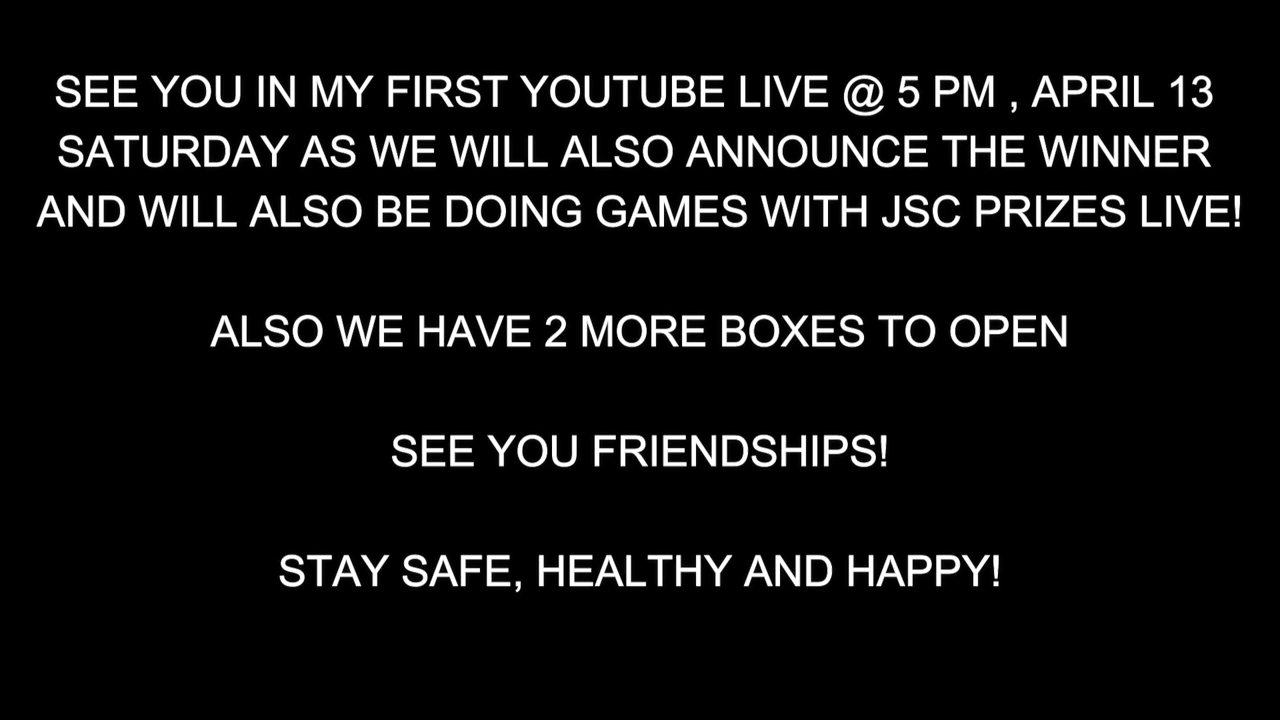 SEE YOU IN MY FIRST YOUTUBE LIVE @ 5 PM , APRIL 13
SATURDAY AS WE WILL ALSO ANNOUNCE THE WINNER
AND WILL ALSO BE DOING GAMES WITH JSC PRIZES LIVE!
ALSO WE HAVE 2 MORE BOXES TO OPEN
SEE YOU FRIENDSHIPS!
STAY SAFE, HEALTHY AND HAPPY!